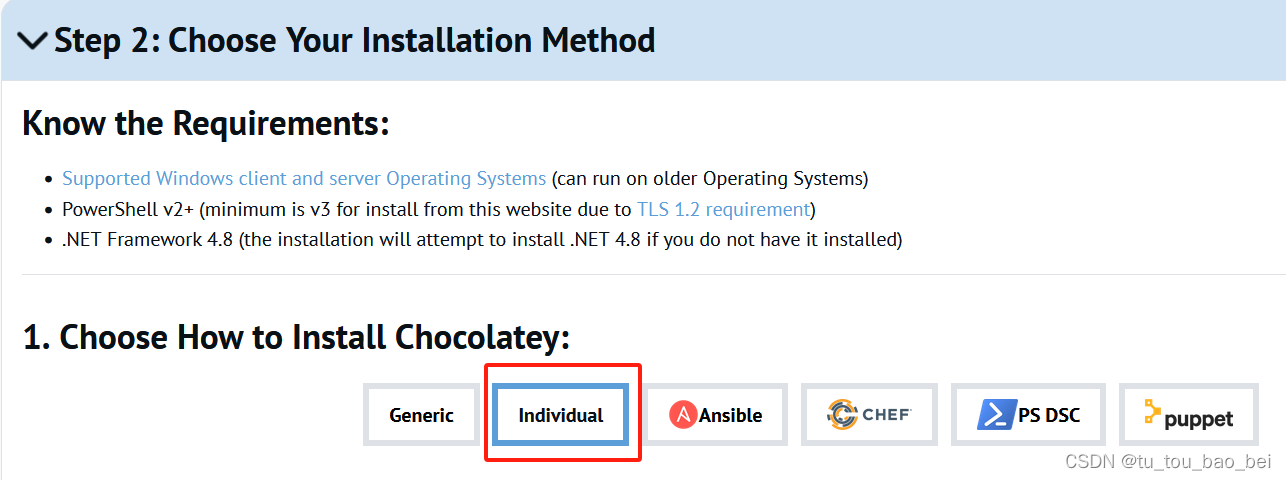 Step 2: Choose Your Installation Method
Know the Requirements:
• Supported Windows client and server Operating Systems (can run on older Operating Systems)
• PowerShell v2+ (minimum is v3 for install from this website due to TLS 1.2 requirement)
• .NET Framework 4.8 (the installation will attempt to install .NET 4.8 if you do not have it installed)
1. Choose How to Install Chocolatey:
Generic Individual Ansible CHEF PS DSC puppet
CSDN @tu_tou_bao_bei